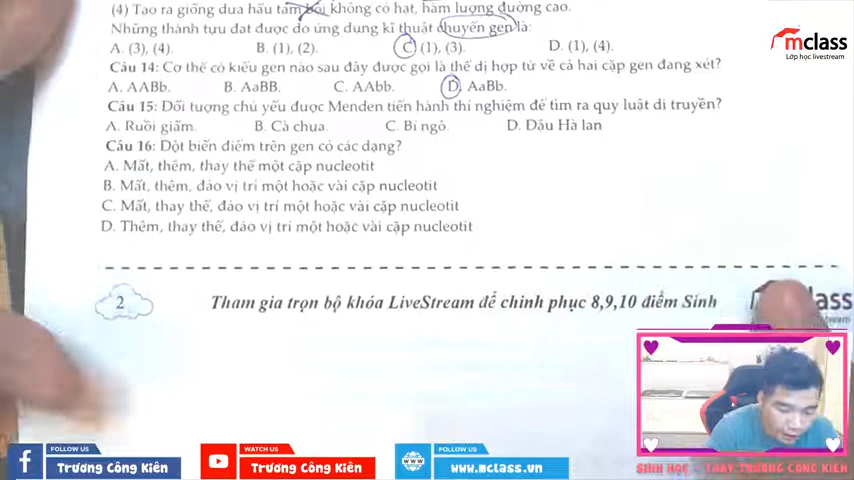 (4) Tạo ra giống dưa hấu tam bội không có hạt, hàm lượng đường cao.
Những thành tựu đạt được do ứng dụng kĩ thuật chuyển gen là:
A. (3), (4). B. (1), (2). C. (1), (3). D. (1), (4).
Câu 14: Cơ thể có kiểu gen nào sau đây được gọi là thể dị hợp tử về cả hai cặp gen đang xét?
A. AABb. B. AaBB. C. AAbb. D. AaBb.
Câu 15: Đối tượng chủ yếu được Menden tiến hành thí nghiệm để tìm ra quy luật di truyền?
A. Ruồi giấm. B. Cà chua. C. Bí ngô. D. Đậu Hà lan
Câu 16: Đột biến điểm trên gen có các dạng?
A. Mất, thêm, thay thế một cặp nucleotit
B. Mất, thêm, đảo vị trí một hoặc vài cặp nucleotit
C. Mất, thay thế, đảo vị trí một hoặc vài cặp nucleotit
D. Thêm, thay thế, đảo vị trí một hoặc vài cặp nucleotit
2 Tham gia trọn bộ khóa LiveStream để chinh phục 8,9,10 điểm Sinh
mclass
Lớp học livestream
FOLLOW US
Trương Công Kiên
WATCH US
Trương Công Kiên
FOLLOW US
www.mclass.vn
SINH HỌC - THẦY TRƯƠNG CÔNG KIÊN